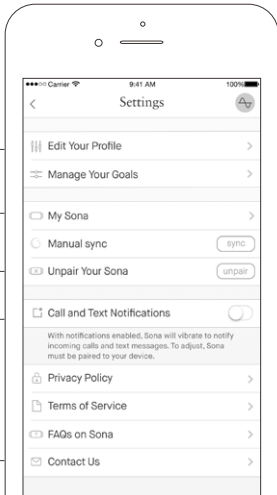 Carrier 9:41 AM 100%
Settings
Edit Your Profile
Manage Your Goals
My Sona
Manual sync sync
Unpair Your Sona unpair
Call and Text Notifications
With notifications enabled, Sona will vibrate to notify
incoming calls and text messages. To adjust, Sona
must be paired to your device.
Privacy Policy
Terms of Service
FAQs on Sona
Contact Us